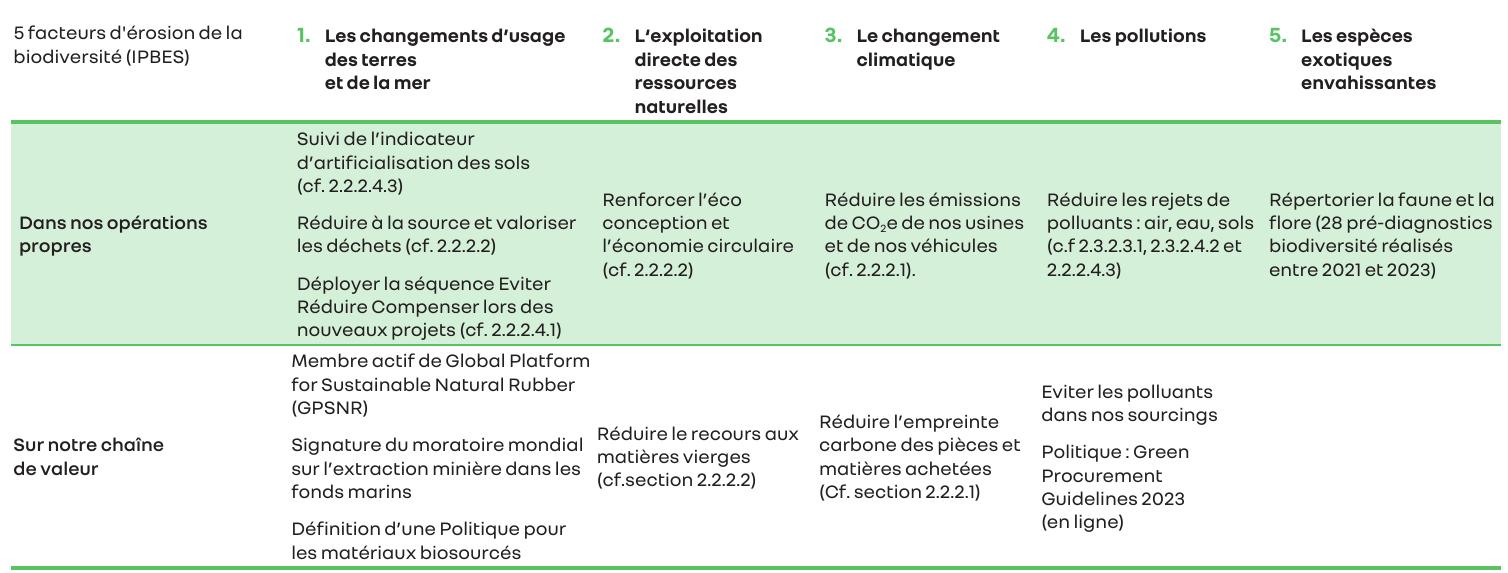 5 facteurs d'érosion de la
biodiversité (IPBES)
1. Les changements d'usage
des terres
et de la mer
2. L'exploitation
directe des
ressources
naturelles
3. Le changement
climatique
4. Les pollutions
5. Les espèces
exotiques
envahissantes
Dans nos opérations
propres
Suivi de l'indicateur
d'artificialisation des sols
(cf. 2.2.2.4.3)
Réduire à la source et valoriser
les déchets (cf. 2.2.2.2)
Déployer la séquence Eviter
Réduire Compenser lors des
nouveaux projets (cf. 2.2.2.4.1)
Renforcer l'éco
conception et
l'économie circulaire
(cf. 2.2.2.2)
Réduire les émissions
de CO₂e de nos usines
et de nos véhicules
(cf. 2.2.2.1).
Réduire les rejets de
polluants : air, eau, sols
(c.f 2.3.2.3.1, 2.3.2.4.2 et
2.2.2.4.3)
Répertorier la faune et la
flore (28 pré-diagnostics
biodiversité réalisés
entre 2021 et 2023)
Sur notre chaîne
de valeur
Membre actif de Global Platform
for Sustainable Natural Rubber
(GPSNR)
Signature du moratoire mondial
sur l'extraction minière dans les
fonds marins
Définition d'une Politique pour
les matériaux biosourcés
Réduire le recours aux
matières vierges
(cf.section 2.2.2.2)
Réduire l'empreinte
carbone des pièces et
matières achetées
(Cf. section 2.2.2.1)
Eviter les polluants
dans nos sourcings
Politique : Green
Procurement
Guidelines 2023
(en ligne)